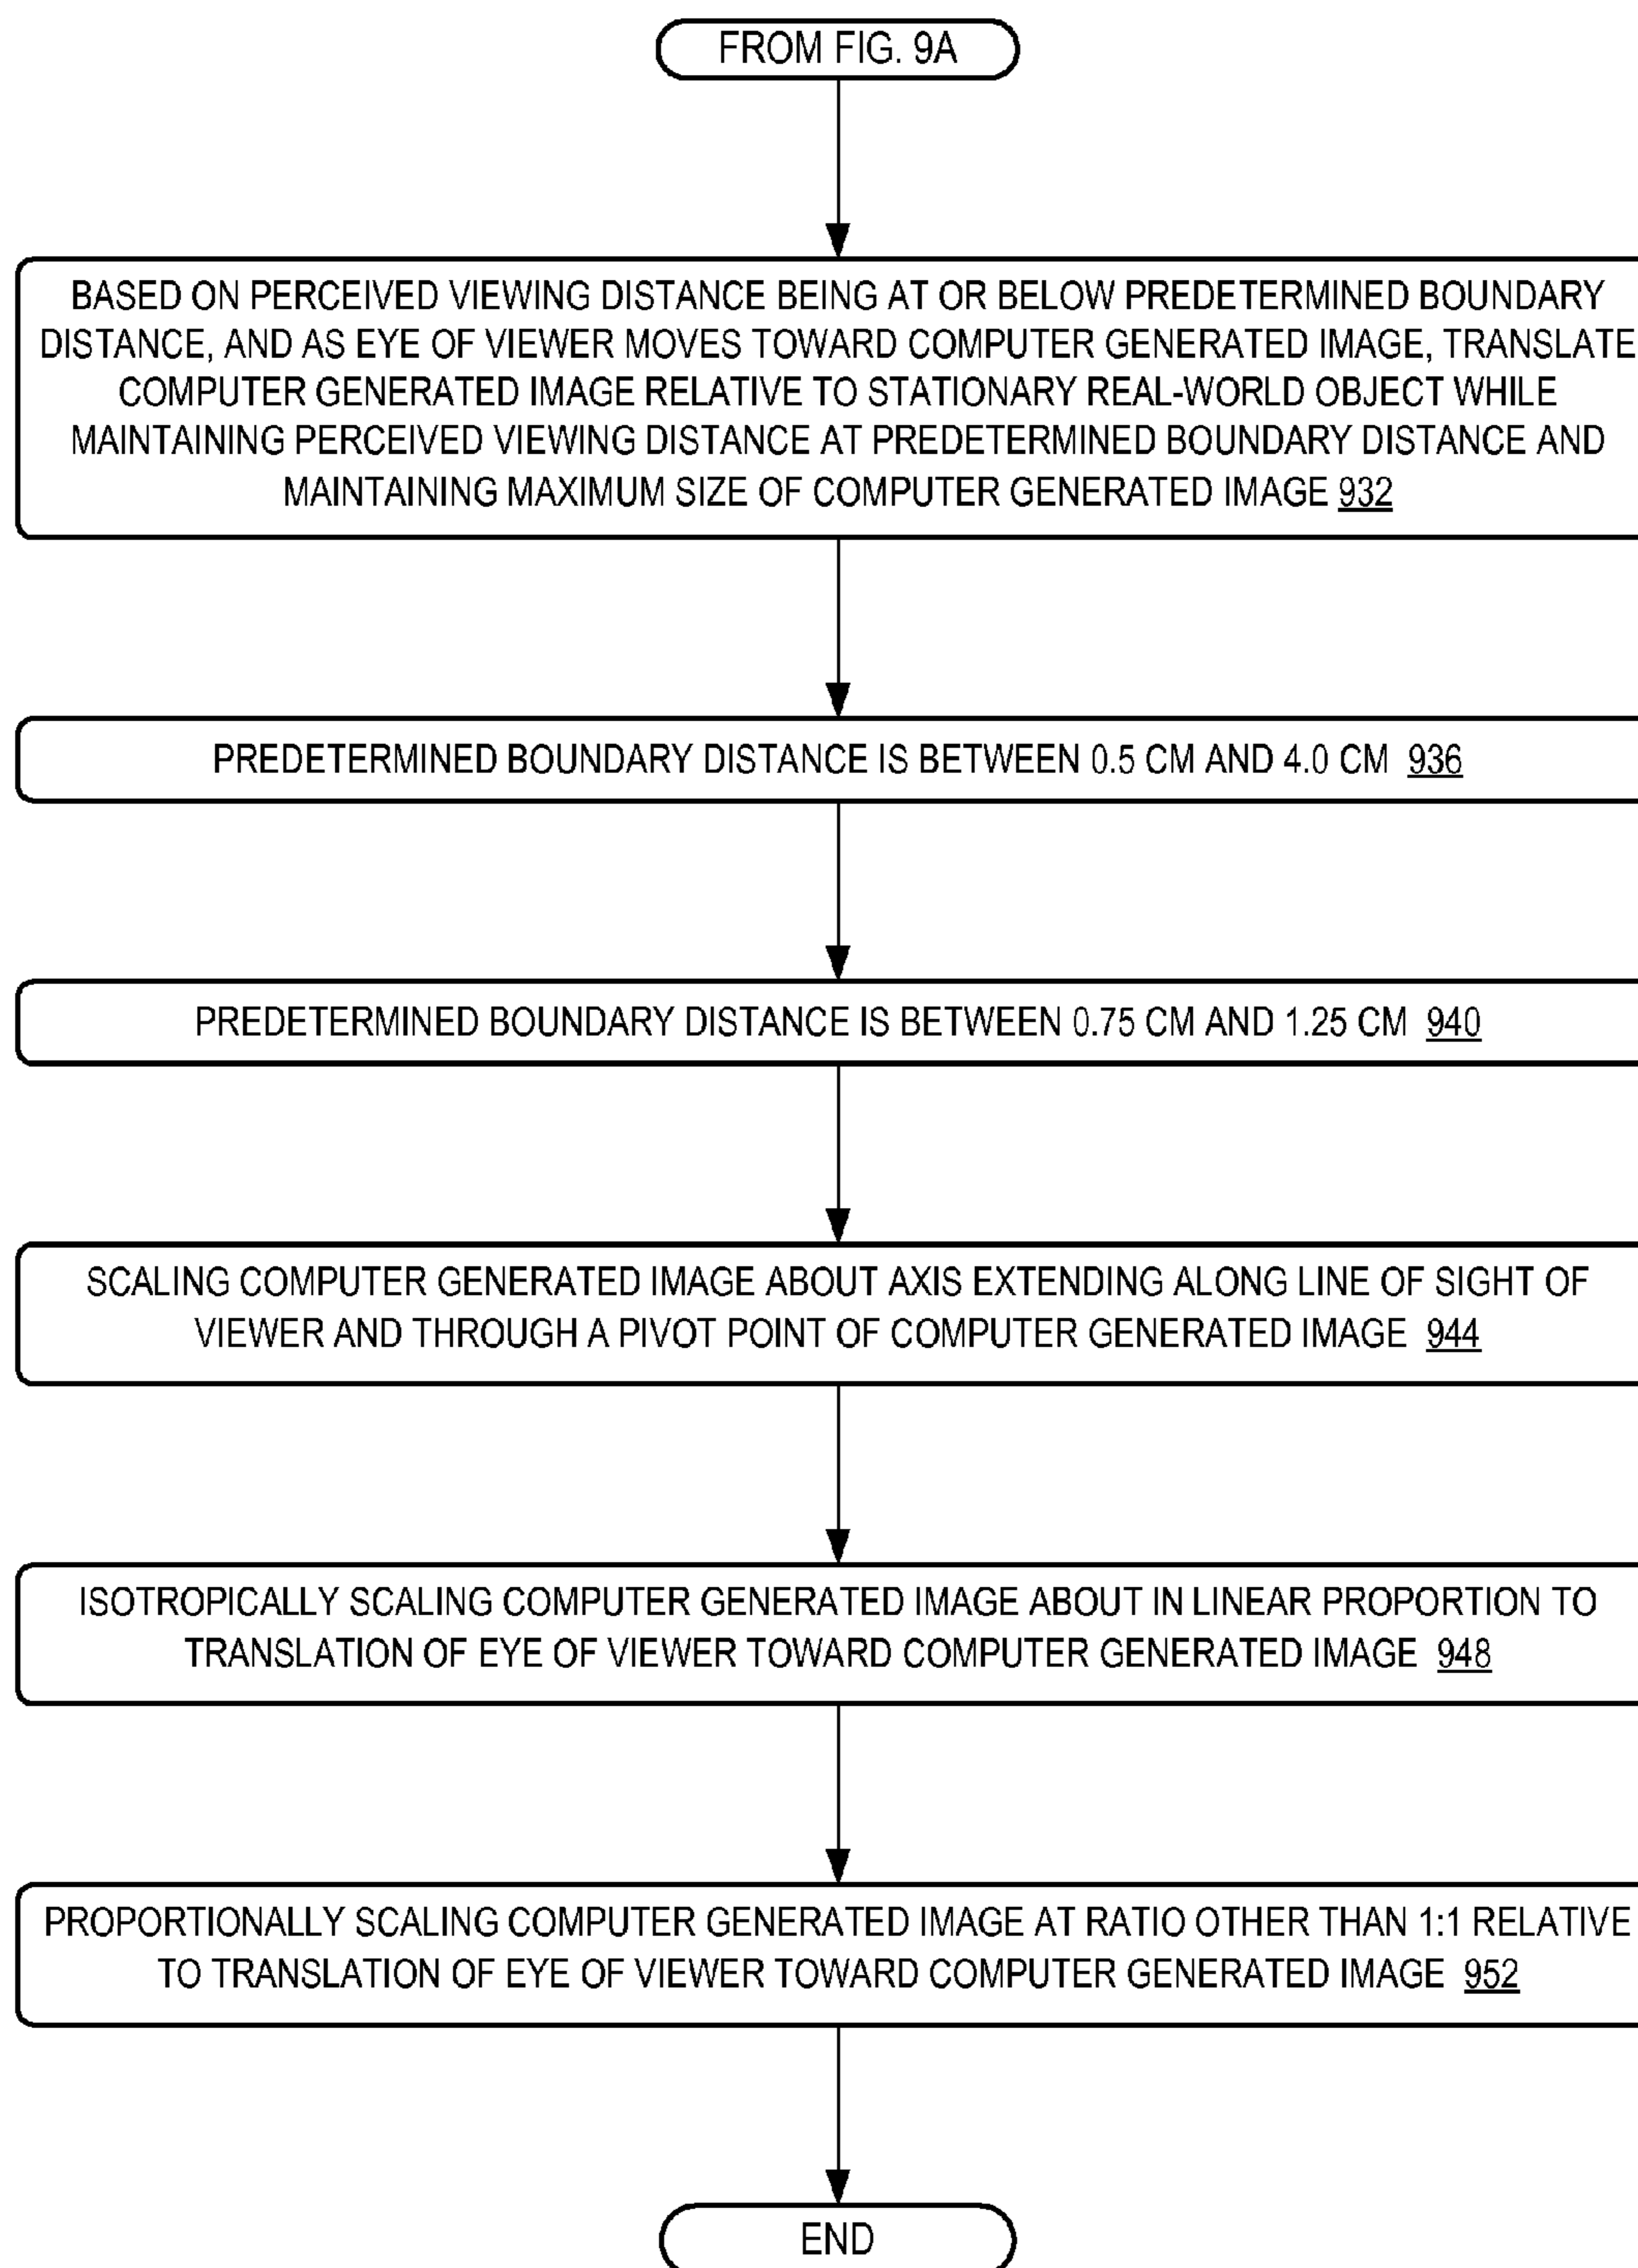 FROM FIG. 9A
BASED ON PERCEIVED VIEWING DISTANCE BEING AT OR BELOW PREDETERMINED BOUNDARY
DISTANCE, AND AS EYE OF VIEWER MOVES TOWARD COMPUTER GENERATED IMAGE, TRANSLATE
COMPUTER GENERATED IMAGE RELATIVE TO STATIONARY REAL-WORLD OBJECT WHILE
MAINTAINING PERCEIVED VIEWING DISTANCE AT PREDETERMINED BOUNDARY DISTANCE AND
MAINTAINING MAXIMUM SIZE OF COMPUTER GENERATED IMAGE 932
PREDETERMINED BOUNDARY DISTANCE IS BETWEEN 0.5 CM AND 4.0 CM 936
PREDETERMINED BOUNDARY DISTANCE IS BETWEEN 0.75 CM AND 1.25 CM 940
SCALING COMPUTER GENERATED IMAGE ABOUT AXIS EXTENDING ALONG LINE OF SIGHT OF
VIEWER AND THROUGH A PIVOT POINT OF COMPUTER GENERATED IMAGE 944
ISOTROPICALLY SCALING COMPUTER GENERATED IMAGE ABOUT IN LINEAR PROPORTION TO
TRANSLATION OF EYE OF VIEWER TOWARD COMPUTER GENERATED IMAGE 948
PROPORTIONALLY SCALING COMPUTER GENERATED IMAGE AT RATIO OTHER THAN 1:1 RELATIVE
TO TRANSLATION OF EYE OF VIEWER TOWARD COMPUTER GENERATED IMAGE 952
END